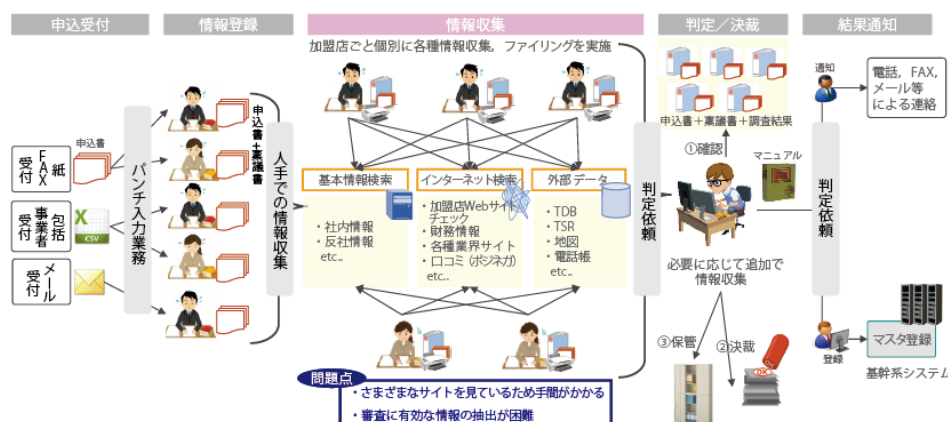 申込受付
情報登録
情報収集
判定／決裁
結果通知
加盟店ごと個別に各種情報収集，ファイリングを実施
申込書
紙
FAX
受付
包括
事業者
受付
メール
受付
CSV
パンチ入力業務
申込書＋稟議書
人手での情報収集
基本情報検索
・社内情報
・反社情報
etc..
インターネット検索
・加盟店Webサイト
チェック
・財務情報
・各種業界サイト
・口コミ（ポジネガ）
etc..
外部データ
・TDB
・TSR
・地図
・電話帳
etc..
問題点
・さまざまなサイトを見ているため手間がかかる
・審査に有効な情報の抽出が困難
判定依頼
申込書＋稟議書＋調査結果
①確認
マニュアル
必要に応じて追加で
情報収集
③保管
②決裁
OK
判定依頼
通知
電話，FAX，
メール等
による連絡
登録
マスタ登録
基幹系システム